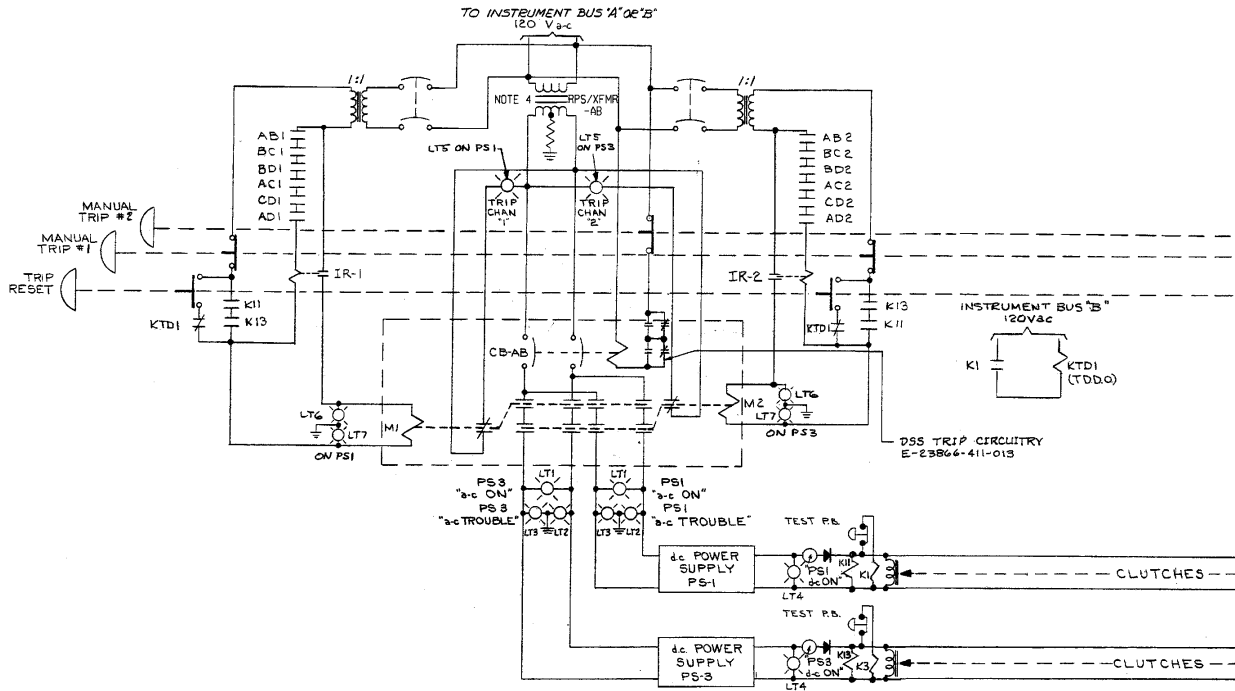 TO INSTRUMENT BUS "A" OR "B"
120 Va-c
1:1
1:1
NOTE 4
RPS/XFMR
-AB
LT5 ON PS1
LT5
ON PS3
TRIP
CHAN
"1"
TRIP
CHAN
"2"
AB1
BC1
BD1
AC1
CD1
AD1
AB2
BC2
BD2
AC2
CD2
AD2
MANUAL
TRIP #2
MANUAL
TRIP #1
TRIP
RESET
IR-1
IR-2
KTD1
K11
K13
KTD1
K13
K11
INSTRUMENT BUS "B"
120Vac
K1
KTD1
(TDDO)
CB-AB
M1
M2
LT6
LT7
ON PS1
LT6
LT7
ON PS3
DSS TRIP CIRCUITRY
E-23866-411-013
PS3
"a-c ON"
LT1
LT1
PS1
"a-c ON"
PS3
"a-c TROUBLE"
LT3
LT2
LT3
LT2
PS1
"a-c TROUBLE"
d.c. POWER
SUPPLY
PS-1
TEST P.B.
"PS1
d-c ON"
LT4
K11
K1
CLUTCHES
d.c. POWER
SUPPLY
PS-3
TEST P.B.
"PS3
d-c ON"
LT4
K13
K3
CLUTCHES